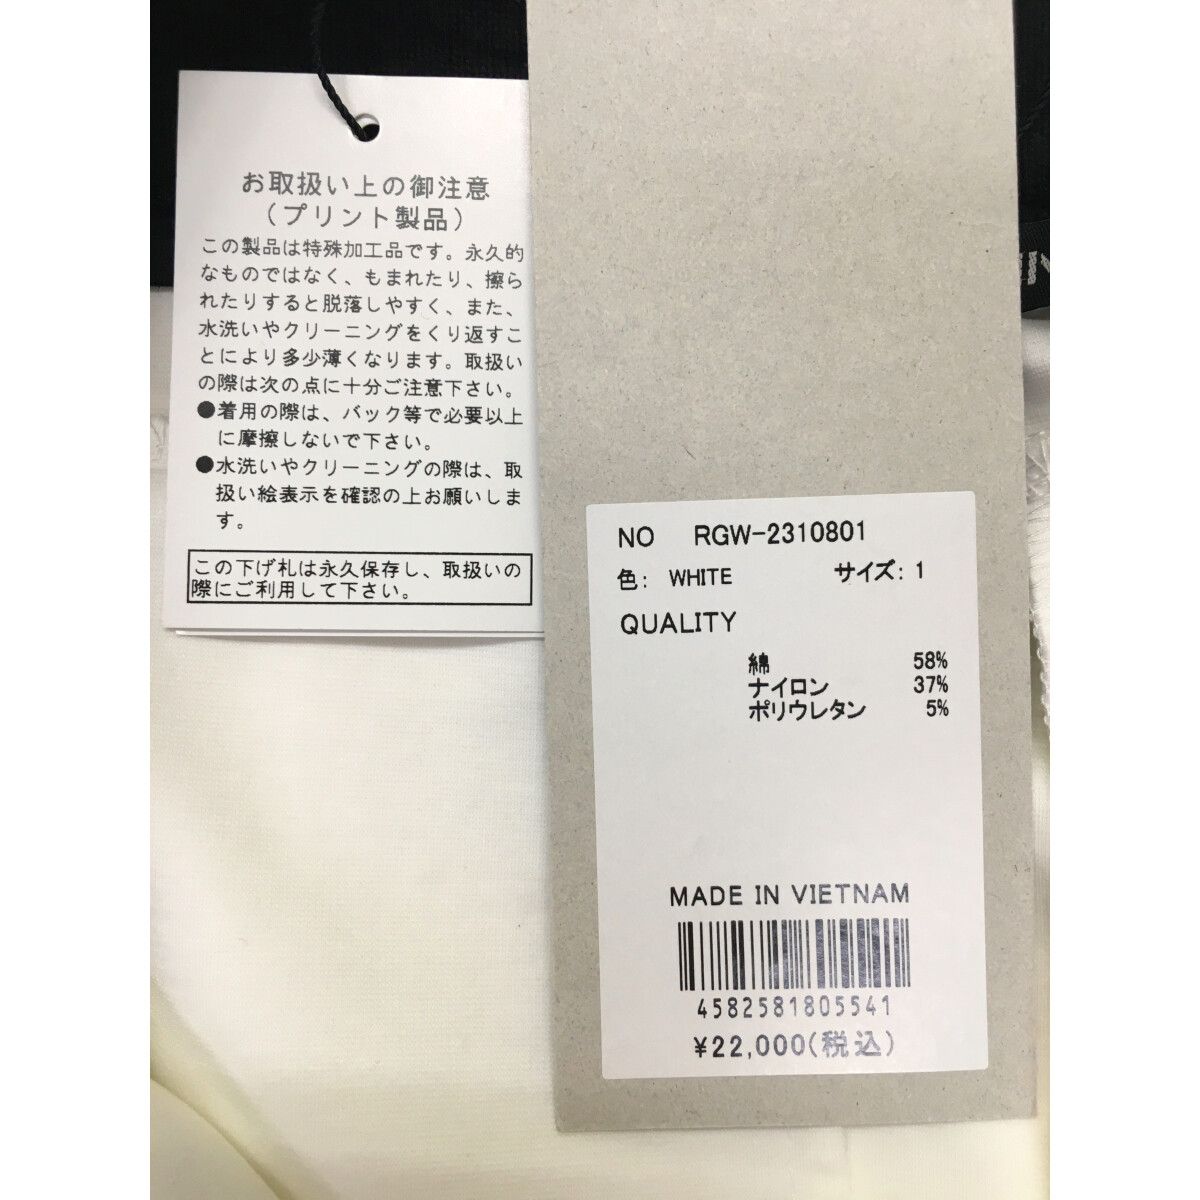 お取扱い上の御注意
（プリント製品）
この製品は特殊加工品です。永久的
なものではなく、もまれたり、擦ら
れたりすると脱落しやすく、また、
水洗いやクリーニングをくり返すこ
とにより多少薄くなります。取扱い
の際は次の点に十分ご注意下さい。
●着用の際は、バック等で必要以上
に摩擦しないで下さい。
●水洗いやクリーニングの際は、取
扱い絵表示を確認の上お願いしま
す。
この下げ札は永久保存し、取扱いの
際にご利用して下さい。
NO RGW-2310801
色: WHITE サイズ: 1
QUALITY
綿 58%
ナイロン 37%
ポリウレタン 5%
MADE IN VIETNAM
4582581805541
¥22,000(税込)